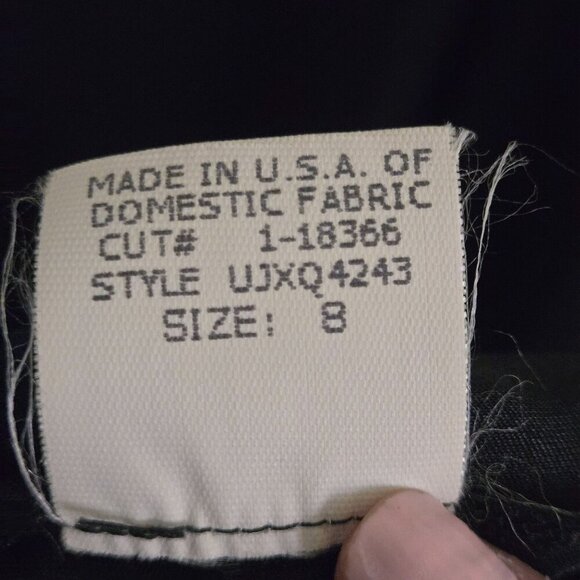 MADE IN U.S.A. OF
DOMESTIC FABRIC
CUT# 1-18366
STYLE UJXQ4243
SIZE: 8